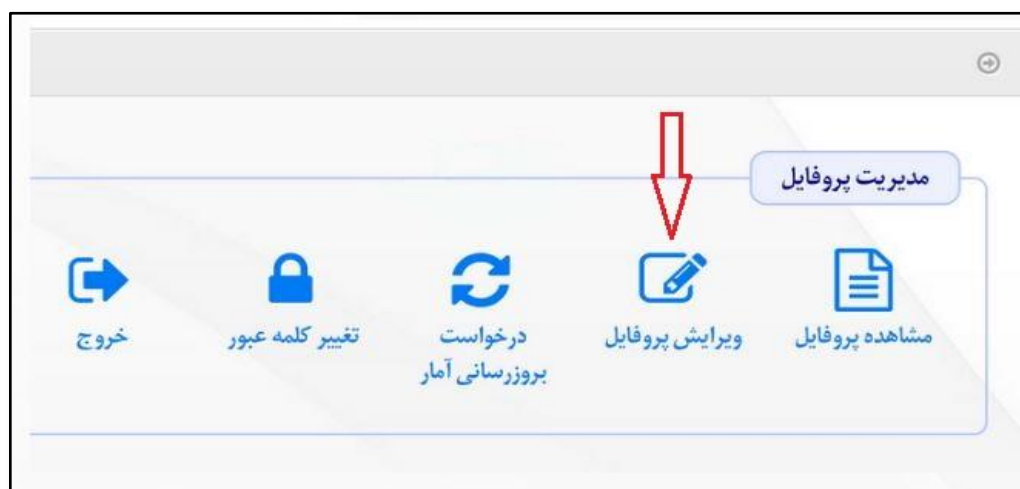 مدیریت پروفایل
مشاهده پروفایل
ویرایش پروفایل
درخواست
بروزرسانی آمار
تغییر کلمه عبور
خروج